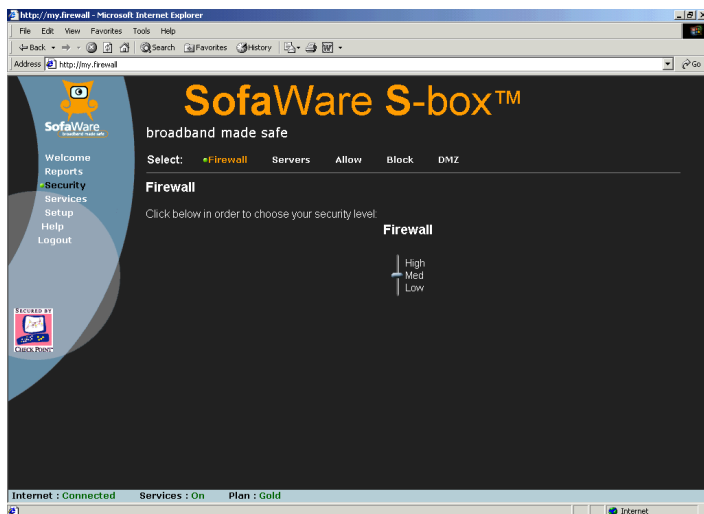 http://my.firewall - Microsoft Internet Explorer
File Edit View Favorites Tools Help
Back Search Favorites History
Address http://my.firewall Go
SofaWare S-box™
SofaWare
broadband made safe
broadband made safe
Welcome
Reports
Security
Services
Setup
Help
Logout
Select: Firewall Servers Allow Block DMZ
Firewall
Click below in order to choose your security level:
Firewall
High
Med
Low
SECURED BY
CHECK POINT
Internet : Connected Services : On Plan : Gold
Internet